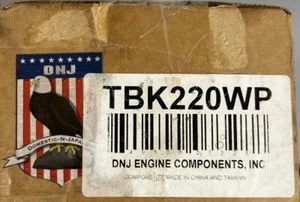 DNJ
DOMESTIC-N-JAPAN
TBK220WP
DNJ ENGINE COMPONENTS, INC
COMPONENTS MADE IN CHINA AND TAIWAN